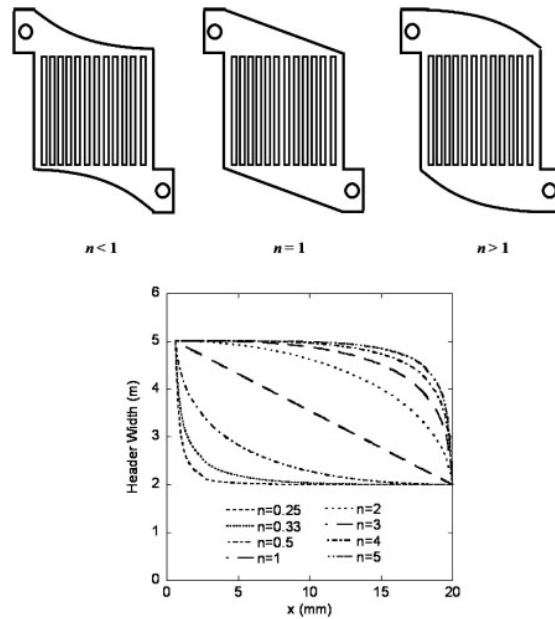 n < 1
n = 1
n > 1
6
5
4
3
2
1
0
Header Width (m)
n=0.25
n=0.33
n=0.5
n=1
n=2
n=3
n=4
n=5
0
5
10
15
20
x (mm)